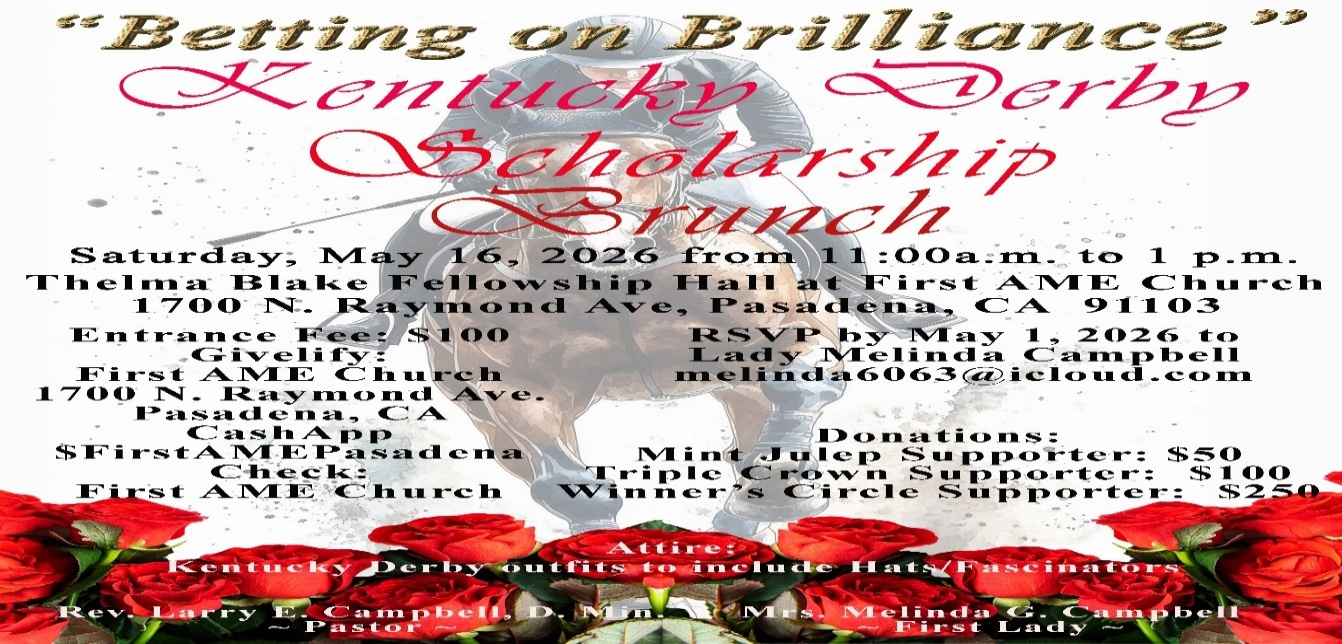 “Betting on Brilliance”
Kentucky Derby
Scholarship
Brunch
Saturday, May 16, 2026 from 11:00a.m. to 1 p.m.
Thelma Blake Fellowship Hall at First AME Church
1700 N. Raymond Ave, Pasadena, CA 91103
Entrance Fee: $100
Givelify:
First AME Church
1700 N. Raymond Ave.
Pasadena, CA
CashApp
$FirstAMEPasadena
Check:
First AME Church
RSVP by May 1, 2026 to
Lady Melinda Campbell
melinda6063@icloud.com
Donations:
Mint Julep Supporter: $50
Triple Crown Supporter: $100
Winner’s Circle Supporter: $250
Attire:
Kentucky Derby outfits to include Hats/Fascinators
Rev. Larry E. Campbell, D. Min. & Mrs. Melinda G. Campbell
~ Pastor ~ ~ First Lady ~